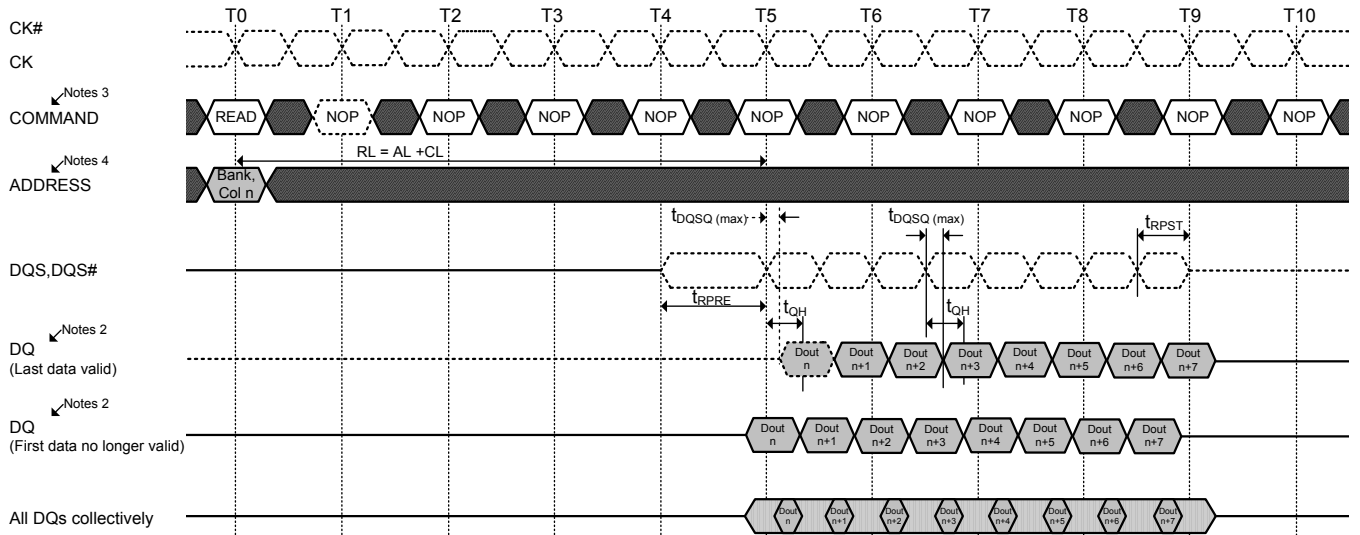 T0 T1 T2 T3 T4 T5 T6 T7 T8 T9 T10
CK#
CK
Notes 3
COMMAND
READ NOP NOP NOP NOP NOP NOP NOP NOP NOP NOP
RL = AL +CL
Notes 4
ADDRESS
Bank,
Col n
tDQSQ (max) tDQSQ (max) tRPST
DQS,DQS#
tRPRE tQH tQH
Notes 2
DQ
(Last data valid)
Dout n Dout n+1 Dout n+2 Dout n+3 Dout n+4 Dout n+5 Dout n+6 Dout n+7
Notes 2
DQ
(First data no longer valid)
Dout n Dout n+1 Dout n+2 Dout n+3 Dout n+4 Dout n+5 Dout n+6 Dout n+7
All DQs collectively
Dout n Dout n+1 Dout n+2 Dout n+3 Dout n+4 Dout n+5 Dout n+6 Dout n+7